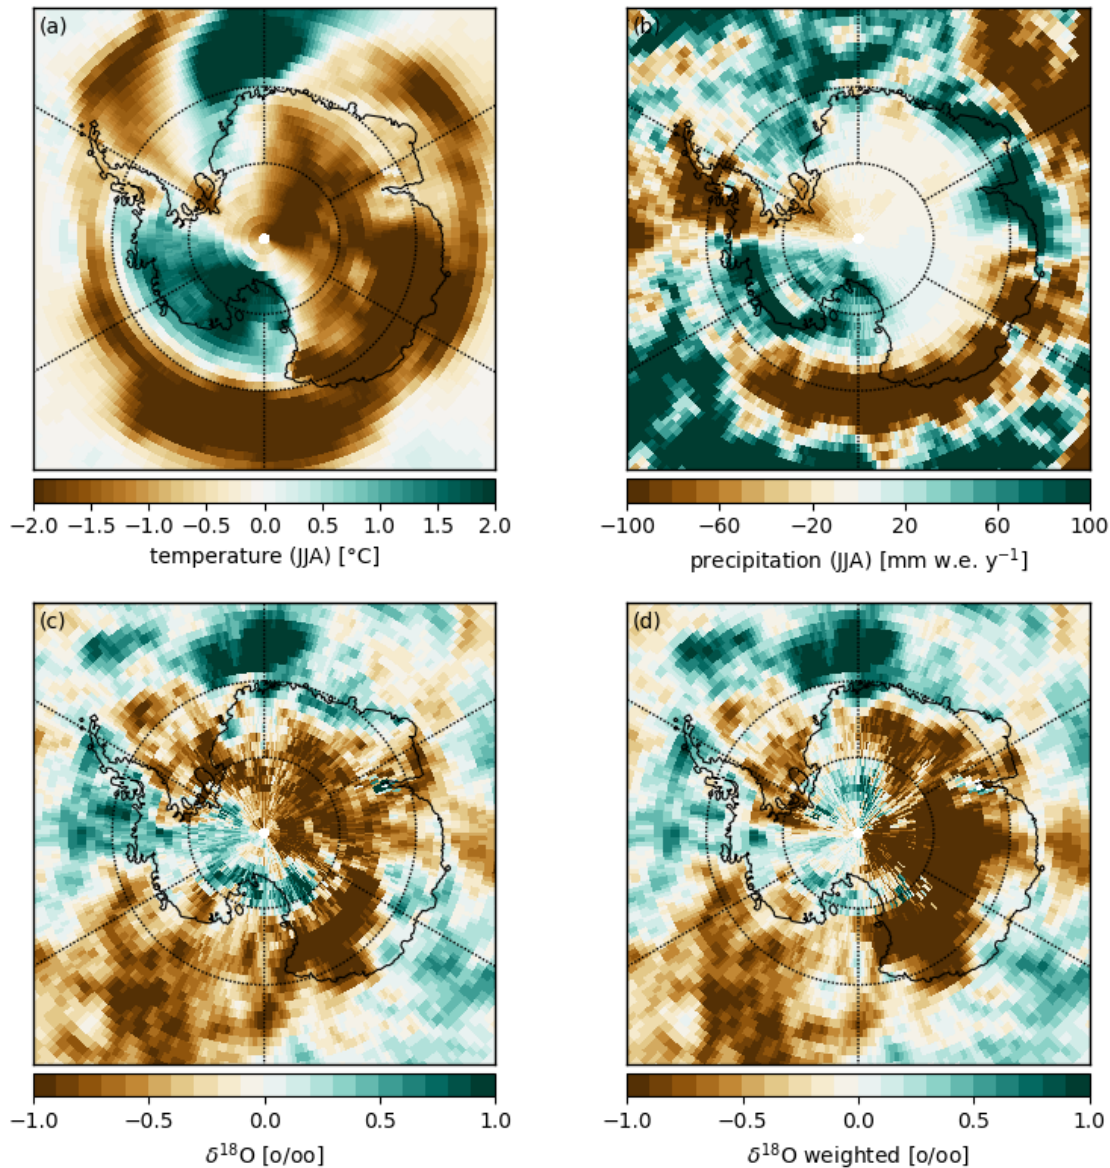 (a)
(b)
−2.0 −1.5 −1.0 −0.5 0.0 0.5 1.0 1.5 2.0
temperature (JJA) [°C]
−100 −60 −20 20 60 100
precipitation (JJA) [mm w.e. y⁻¹]
(c)
(d)
−1.0 −0.5 0.0 0.5 1.0
δ¹⁸O [o/oo]
−1.0 −0.5 0.0 0.5 1.0
δ¹⁸O weighted [o/oo]